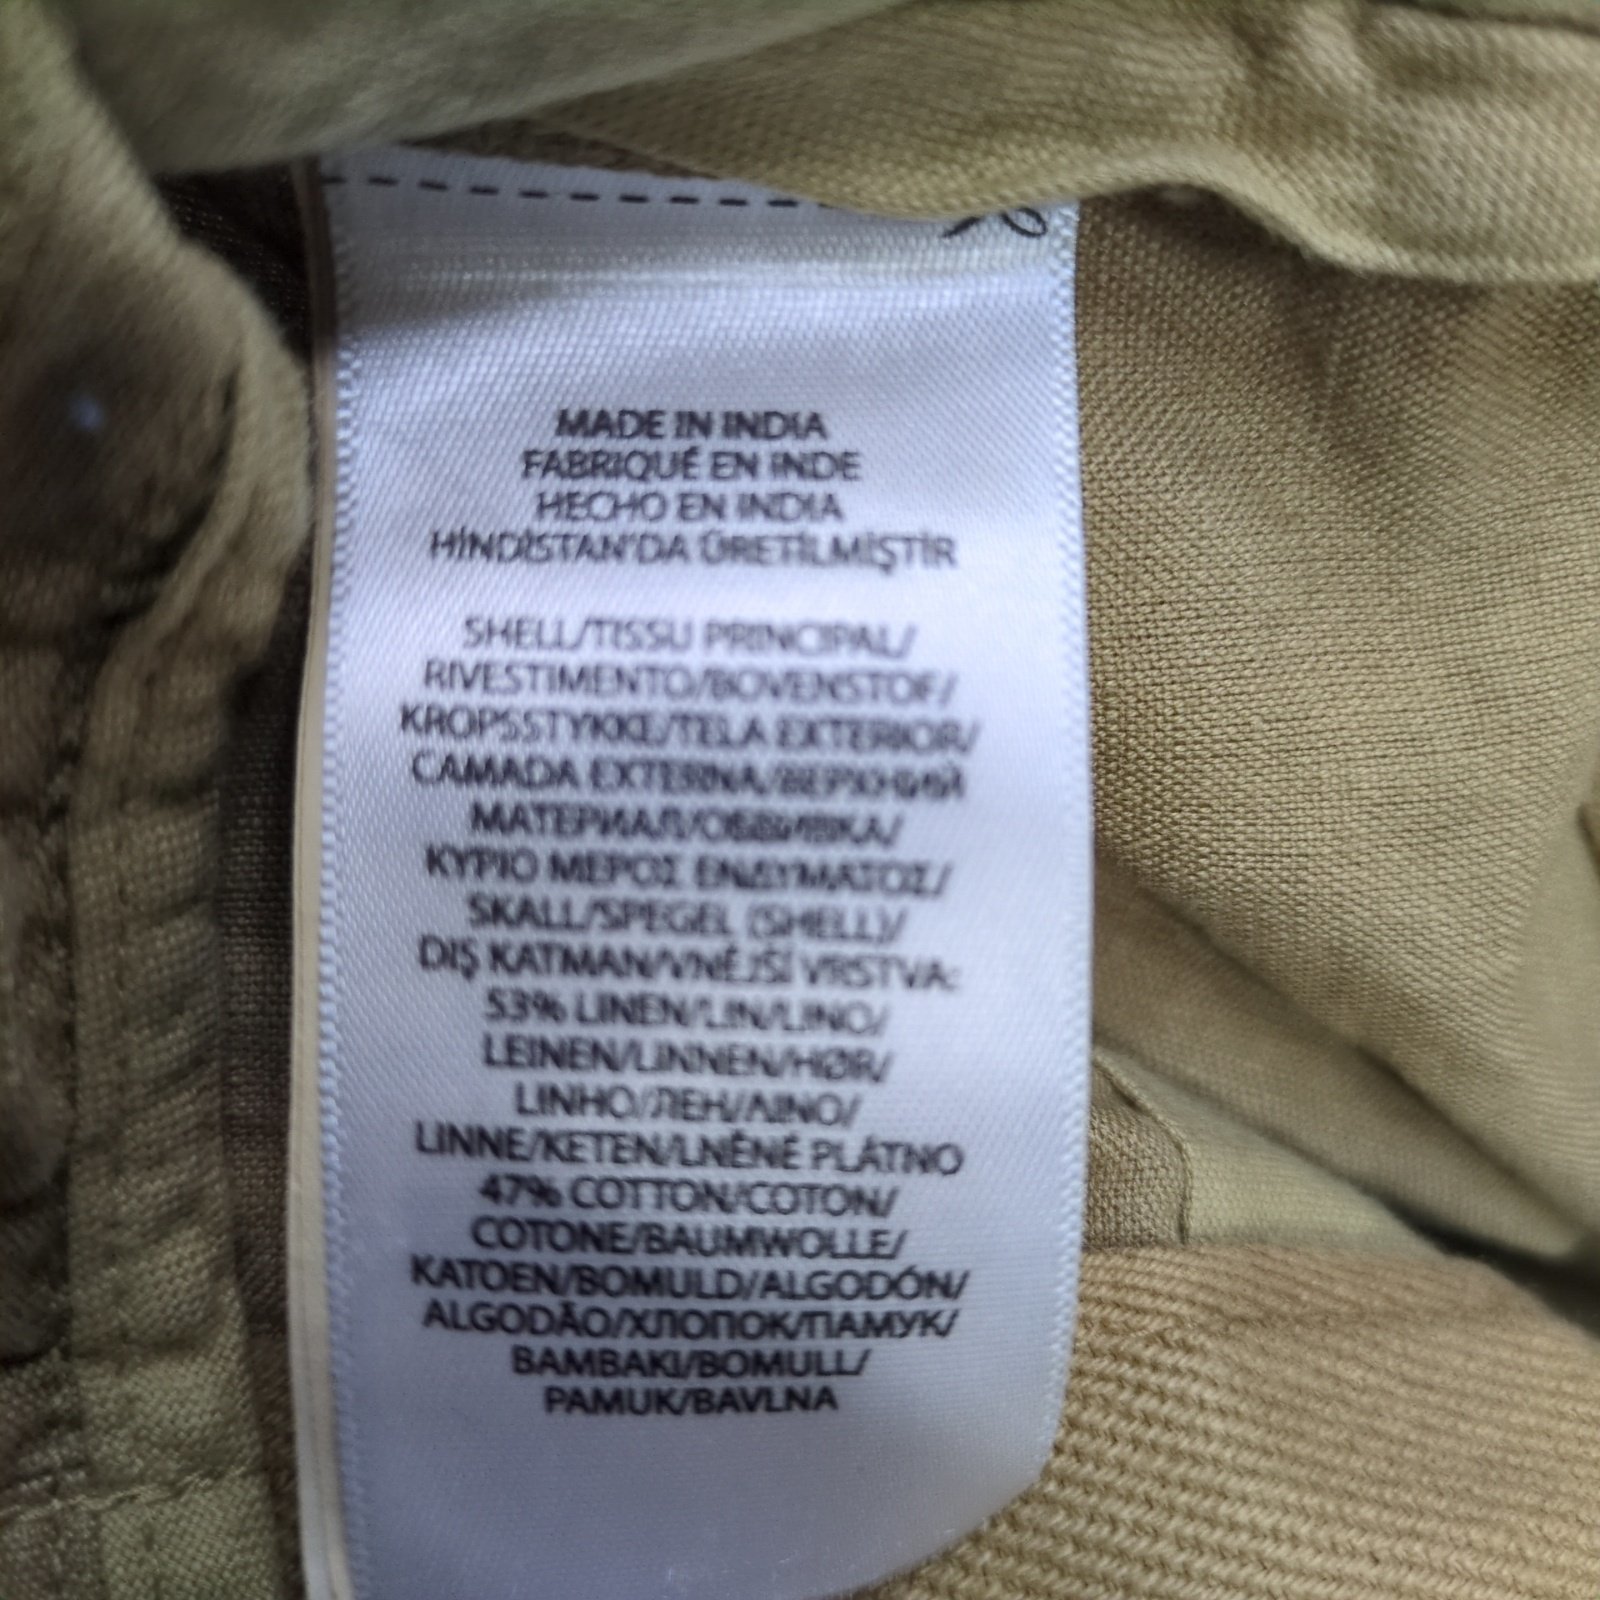 MADE IN INDIA
FABRIQUÉ EN INDE
HECHO EN INDIA
HİNDİSTAN'DA ÜRETİLMİŞTİR
SHELL/TISSU PRINCIPAL/
RIVESTIMENTO/BOVENSTOF/
KROPSSTYKKE/TELA EXTERIOR/
CAMADA EXTERNA/ВЕРХНИЙ
МАТЕРИАЛ/ОБВИВКА/
ΚΥΡΙΟ ΜΕΡΟΣ ΕΝΔΥΜΑΤΟΣ/
SKALL/SPEGEL (SHELL)/
DIŞ KATMAN/VNĚJŠÍ VRSTVA:
53% LINEN/LIN/LINO/
LEINEN/LINNEN/HØR/
LINHO/ЛЕН/ΛΙΝΟ/
LINNE/KETEN/LNĚNÉ PLÁTNO
47% COTTON/COTON/
COTONE/BAUMWOLLE/
KATOEN/BOMULD/ALGODÓN/
ALGODÃO/ХЛОПОК/ПАМУК/
BAMBAKI/BOMULL/
PAMUK/BAVLNA